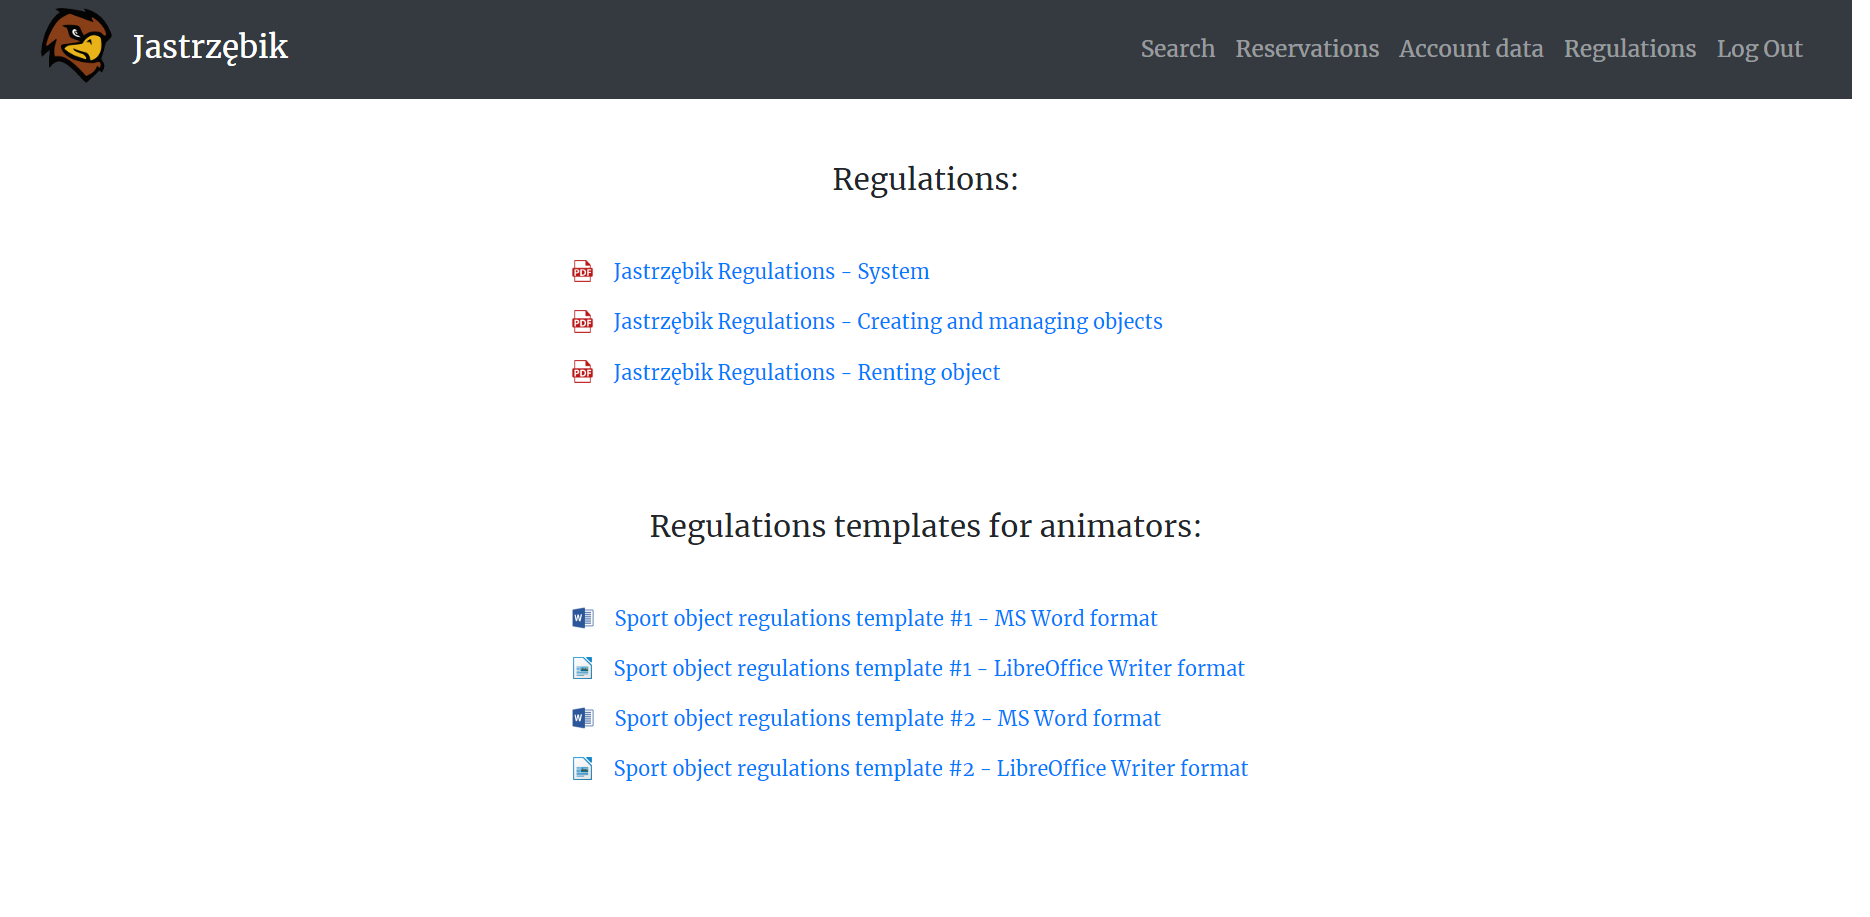 Jastrzębik
Search Reservations Account data Regulations Log Out
Regulations:
PDF Jastrzębik Regulations - System
PDF Jastrzębik Regulations - Creating and managing objects
PDF Jastrzębik Regulations - Renting object
Regulations templates for animators:
W Sport object regulations template #1 - MS Word format
Sport object regulations template #1 - LibreOffice Writer format
W Sport object regulations template #2 - MS Word format
Sport object regulations template #2 - LibreOffice Writer format